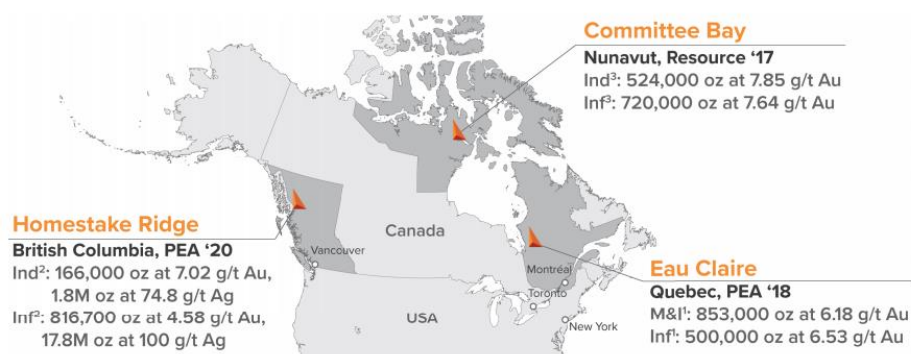 Committee Bay
Nunavut, Resource ‘17
Ind³: 524,000 oz at 7.85 g/t Au
Inf³: 720,000 oz at 7.64 g/t Au
Homestake Ridge
British Columbia, PEA ‘20
Ind²: 166,000 oz at 7.02 g/t Au,
1.8M oz at 74.8 g/t Ag
Inf²: 816,700 oz at 4.58 g/t Au,
17.8M oz at 100 g/t Ag
Vancouver
Canada
USA
Montréal
Toronto
New York
Eau Claire
Quebec, PEA ‘18
M&I¹: 853,000 oz at 6.18 g/t Au
Inf¹: 500,000 oz at 6.53 g/t Au